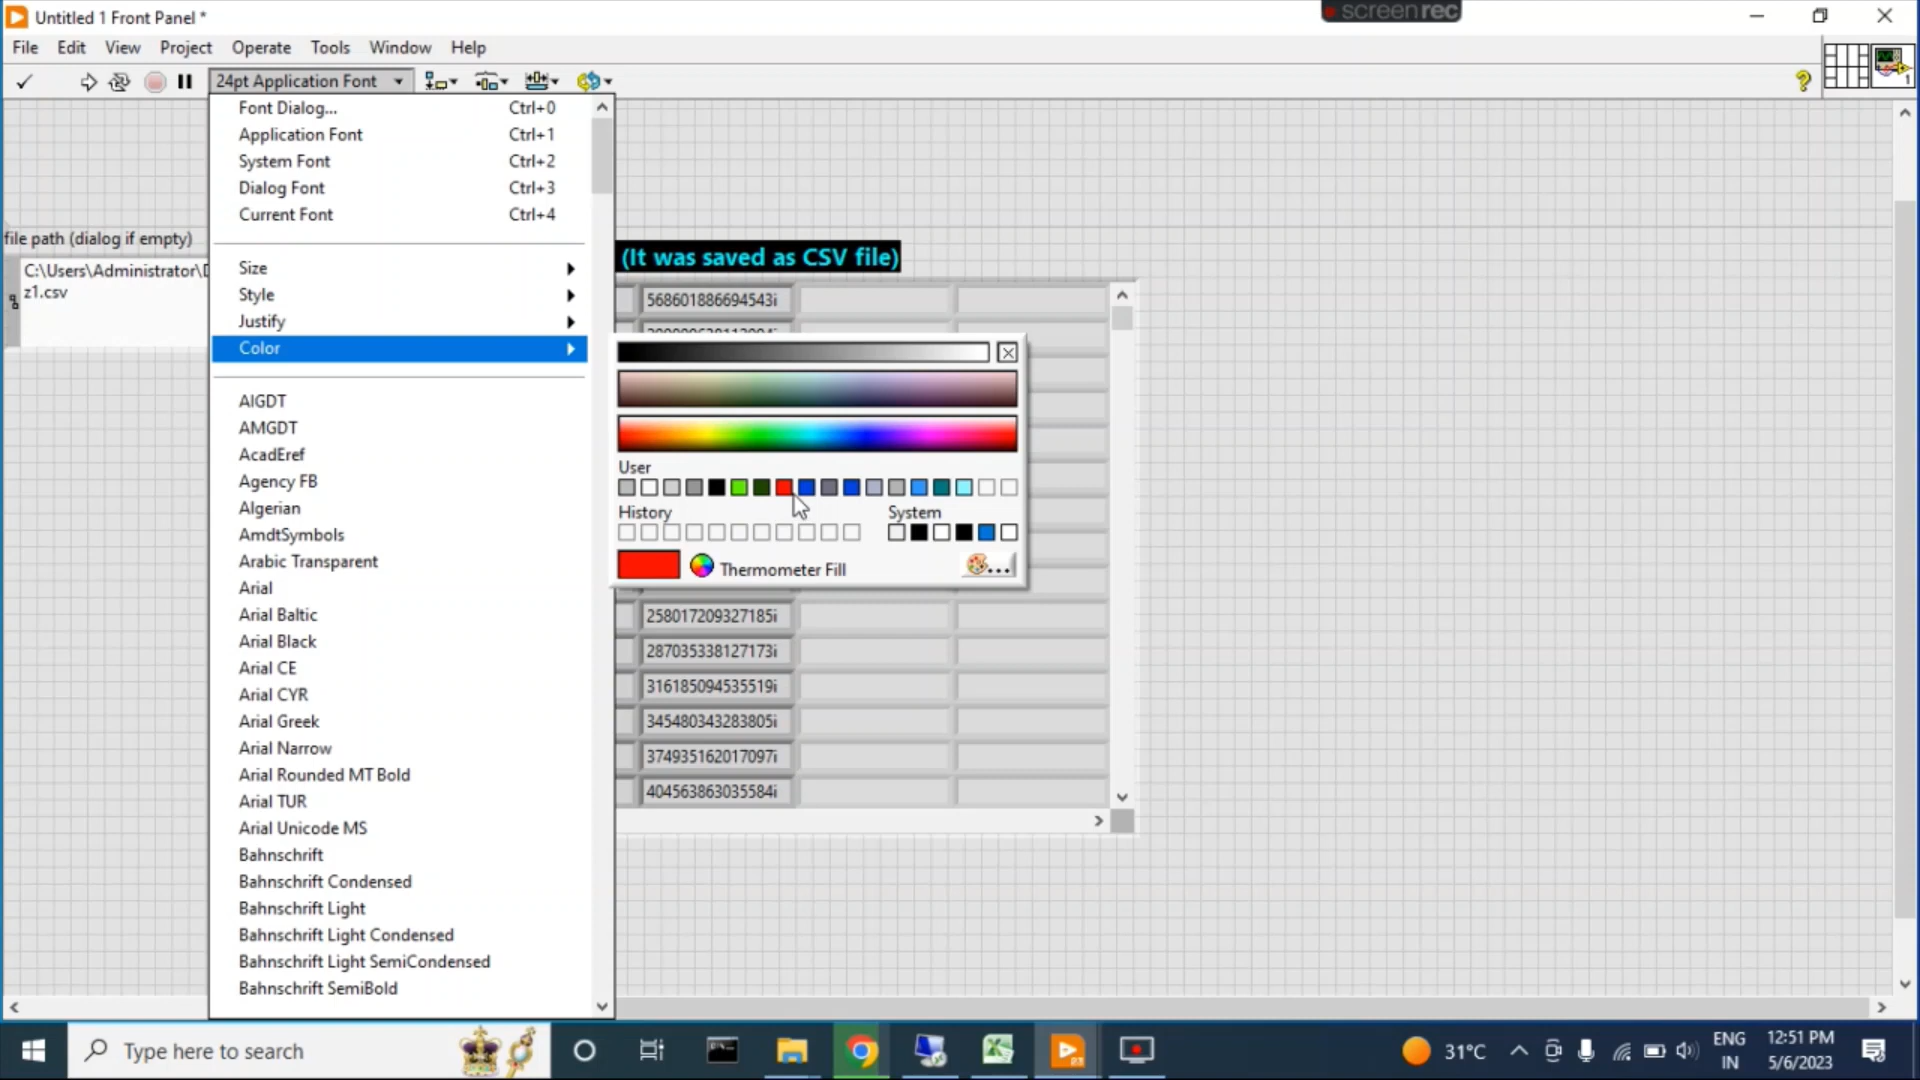 Untitled 1 Front Panel *
screenrec
File Edit View Project Operate Tools Window Help
24pt Application Font
Font Dialog... Ctrl+0
Application Font Ctrl+1
System Font Ctrl+2
Dialog Font Ctrl+3
Current Font Ctrl+4
Size
Style
Justify
Color
AIGDT
AMGDT
AcadEref
Agency FB
Algerian
AmdtSymbols
Arabic Transparent
Arial
Arial Baltic
Arial Black
Arial CE
Arial CYR
Arial Greek
Arial Narrow
Arial Rounded MT Bold
Arial TUR
Arial Unicode MS
Bahnschrift
Bahnschrift Condensed
Bahnschrift Light
Bahnschrift Light Condensed
Bahnschrift Light SemiCondensed
Bahnschrift SemiBold
file path (dialog if empty)
C:\Users\Administrator\
z1.csv
(It was saved as CSV file)
568601886694543i
User
History System
Thermometer Fill
258017209327185i
287035338127173i
316185094535519i
345480343283805i
374935162017097i
404563863035584i
Type here to search
31°C
ENG
IN
12:51 PM
5/6/2023